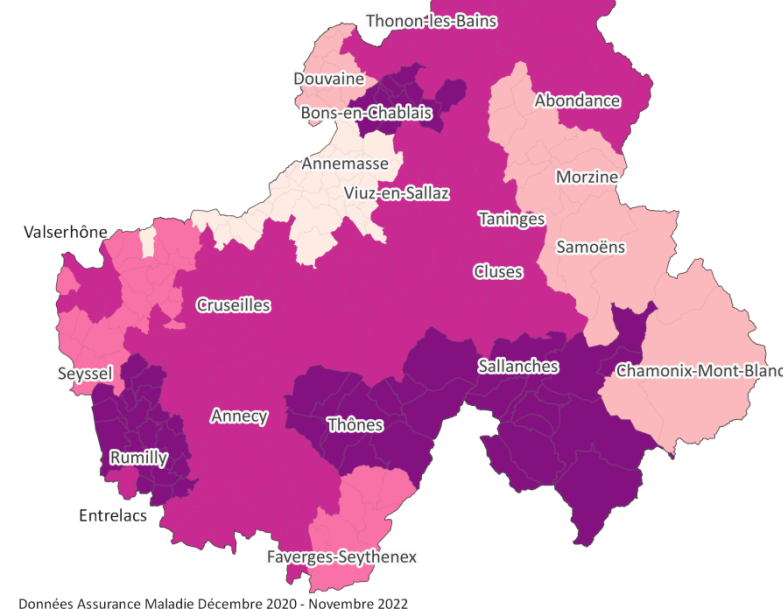 Thonon-les-Bains
Douvaine
Abondance
Bons-en-Chablais
Annemasse
Morzine
Viuz-en-Sallaz
Taninges
Valserhône
Samoëns
Cluses
Cruseilles
Sallanches
Chamonix-Mont-Blanc
Seyssel
Annecy
Thônes
Rumilly
Entrelacs
Faverges-Seythenex
Données Assurance Maladie Décembre 2020 - Novembre 2022